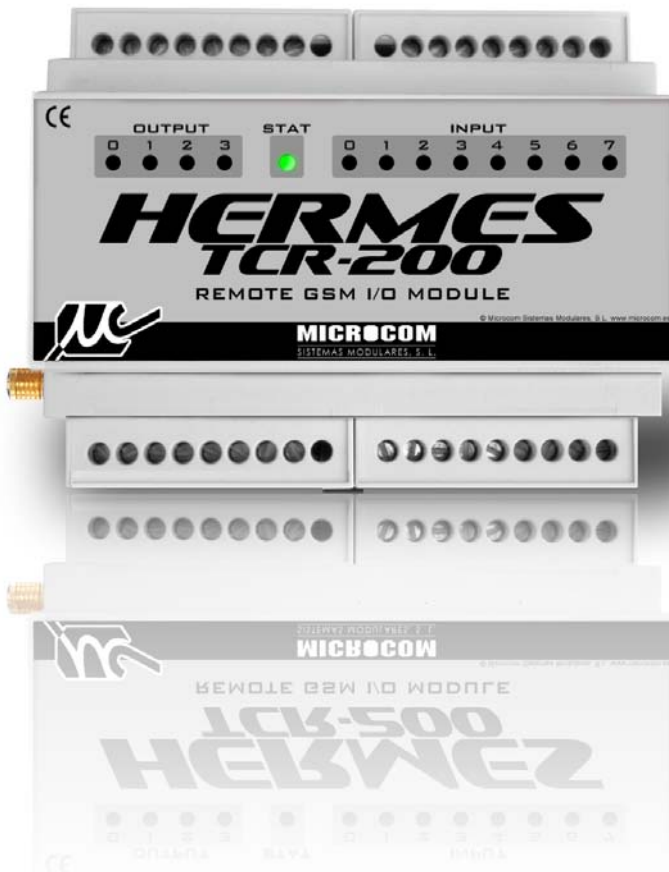 CE
OUTPUT STAT INPUT
0 1 2 3 0 1 2 3 4 5 6 7
HERMES
TCR-200
REMOTE GSM I/O MODULE
© Microcom Sistemas Modulares, S.L. www.microcom.es
µc
MICROCOM
SISTEMAS MODULARES, S. L.